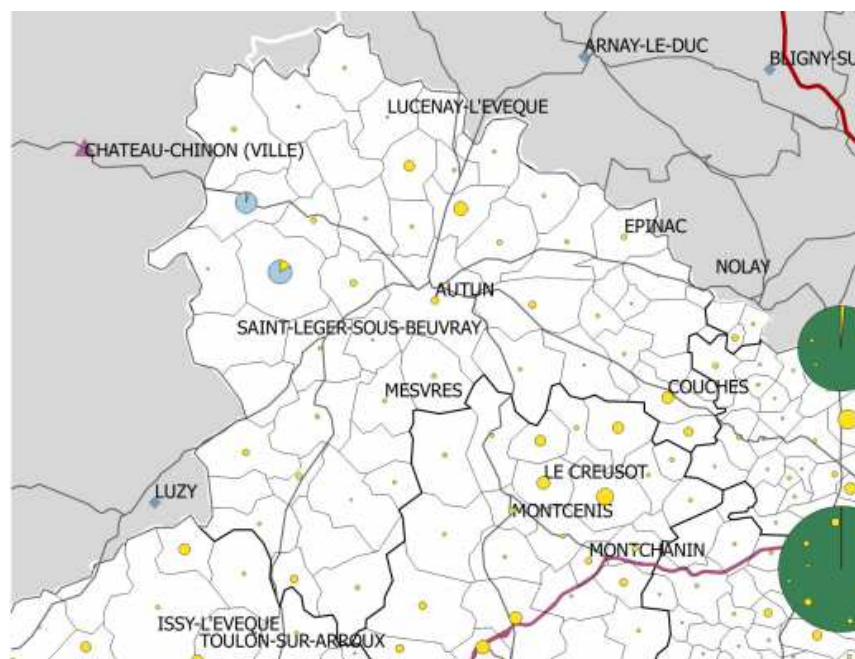 ARNAY-LE-DUC
BLIGNY-SU
LUCENAY-L'EVEQUE
CHATEAU-CHINON (VILLE)
EPINAC
NOLAY
AUTUN
SAINT-LEGER-SOUS-BEUVRAY
MESVRES
COUCHES
LE CREUSOT
LUZY
MONTCENIS
MONTCHANIN
ISSY-L'EVEQUE
TOULON-SUR-ARROUX